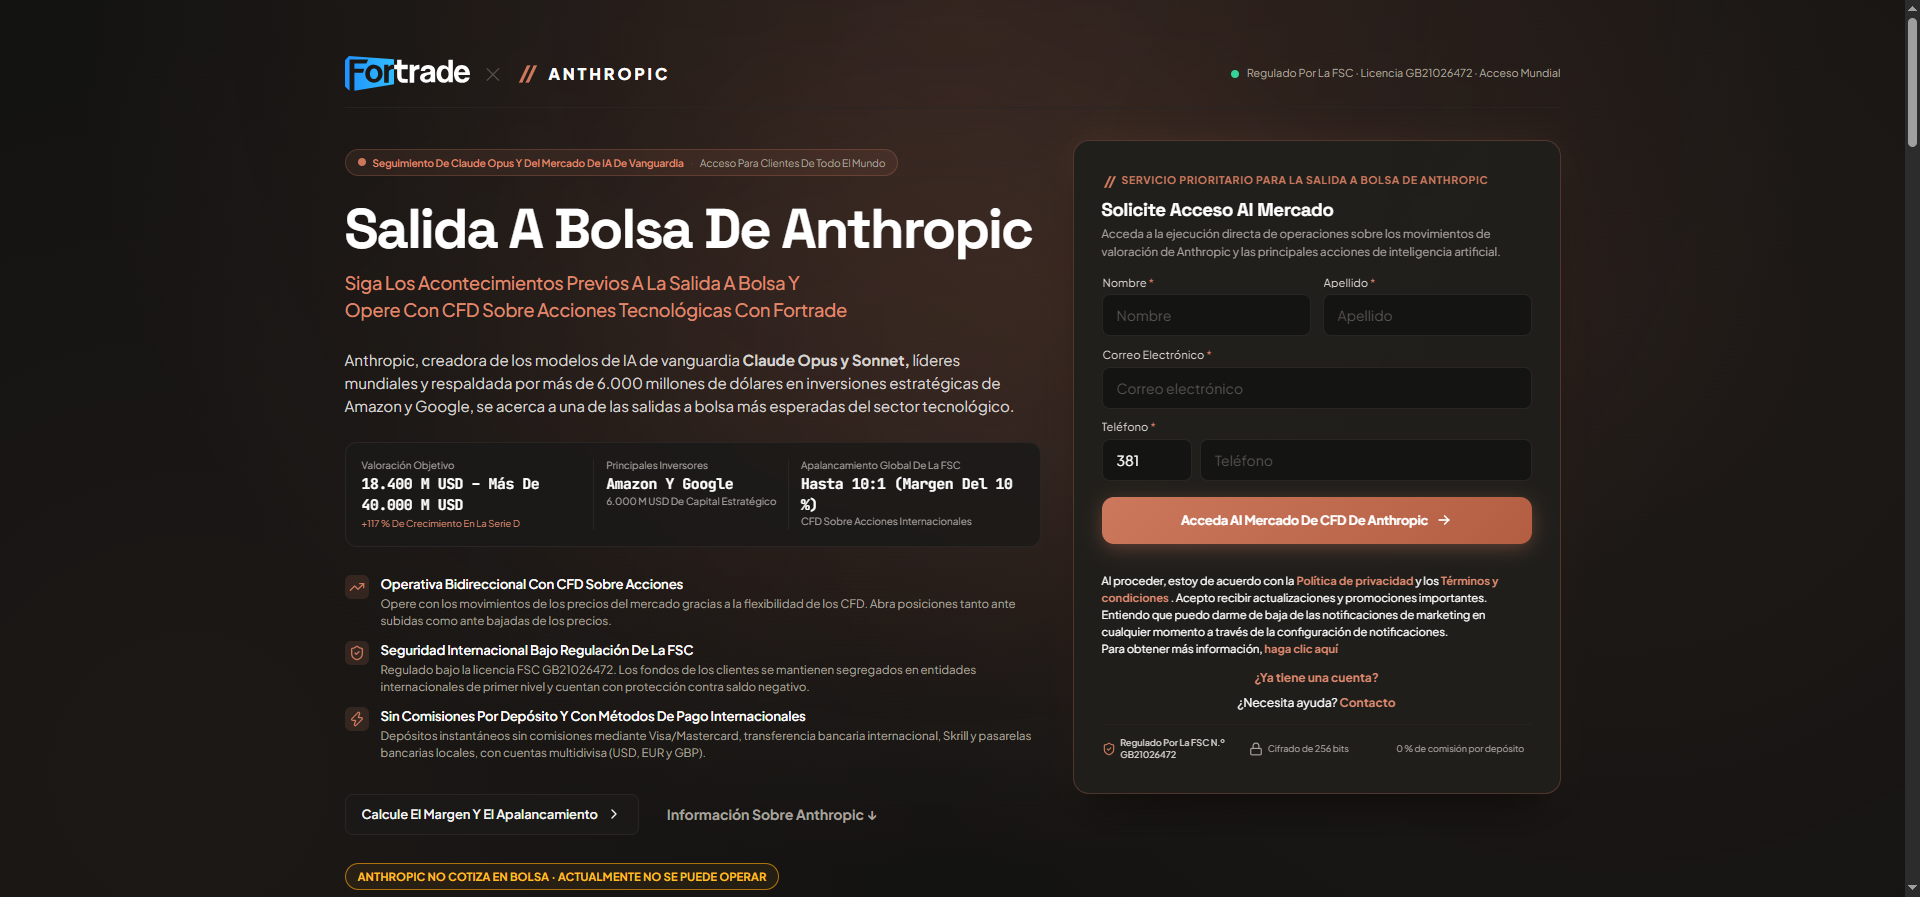 Fortrade × // ANTHROPIC
Regulado Por La FSC · Licencia GB21026472 · Acceso Mundial
Seguimiento De Claude Opus Y Del Mercado De IA De Vanguardia · Acceso Para Clientes De Todo El Mundo
Salida A Bolsa De Anthropic
Siga Los Acontecimientos Previos A La Salida A Bolsa Y
Opere Con CFD Sobre Acciones Tecnológicas Con Fortrade
Anthropic, creadora de los modelos de IA de vanguardia Claude Opus y Sonnet, líderes
mundiales y respaldada por más de 6.000 millones de dólares en inversiones estratégicas de
Amazon y Google, se acerca a una de las salidas a bolsa más esperadas del sector tecnológico.
Valoración Objetivo
18.400 M USD – Más De
40.000 M USD
+117 % De Crecimiento En La Serie D
Principales Inversores
Amazon Y Google
6.000 M USD De Capital Estratégico
Apalancamiento Global De La FSC
Hasta 10:1 (Margen Del 10
%)
CFD Sobre Acciones Internacionales
Operativa Bidireccional Con CFD Sobre Acciones
Opere con los movimientos de los precios del mercado gracias a la flexibilidad de los CFD. Abra posiciones tanto ante
subidas como ante bajadas de los precios.
Seguridad Internacional Bajo Regulación De La FSC
Regulado bajo la licencia FSC GB21026472. Los fondos de los clientes se mantienen segregados en entidades
internacionales de primer nivel y cuentan con protección contra saldo negativo.
Sin Comisiones Por Depósito Y Con Métodos De Pago Internacionales
Depósitos instantáneos sin comisiones mediante Visa/Mastercard, transferencia bancaria internacional, Skrill y pasarelas
bancarias locales, con cuentas multidivisa (USD, EUR y GBP).
Calcule El Margen Y El Apalancamiento >
Información Sobre Anthropic ↓
ANTHROPIC NO COTIZA EN BOLSA · ACTUALMENTE NO SE PUEDE OPERAR
// SERVICIO PRIORITARIO PARA LA SALIDA A BOLSA DE ANTHROPIC
Solicite Acceso Al Mercado
Acceda a la ejecución directa de operaciones sobre los movimientos de
valoración de Anthropic y las principales acciones de inteligencia artificial.
Nombre * Apellido *
Nombre Apellido
Correo Electrónico *
Correo electrónico
Teléfono *
381 Teléfono
Acceda Al Mercado De CFD De Anthropic →
Al proceder, estoy de acuerdo con la Política de privacidad y los Términos y
condiciones . Acepto recibir actualizaciones y promociones importantes.
Entiendo que puedo darme de baja de las notificaciones de marketing en
cualquier momento a través de la configuración de notificaciones.
Para obtener más información, haga clic aquí
¿Ya tiene una cuenta?
¿Necesita ayuda? Contacto
Regulado Por La FSC N.º
GB21026472
Cifrado de 256 bits
0 % de comisión por depósito